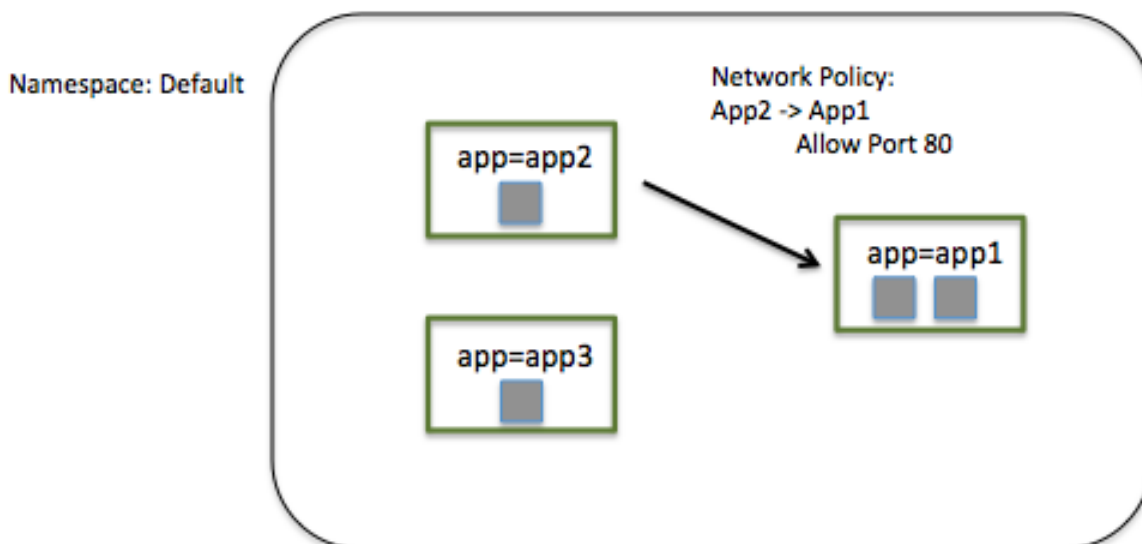 Namespace: Default
Network Policy:
App2 -> App1
Allow Port 80
app=app2
app=app1
app=app3